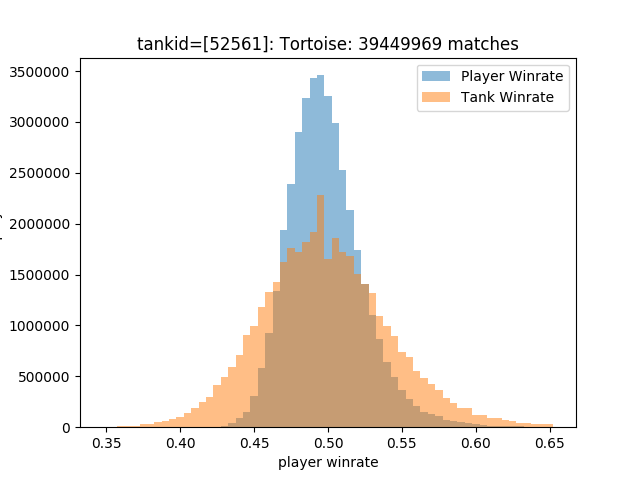 tankid=[52561]: Tortoise: 39449969 matches
Player Winrate
Tank Winrate
3500000
3000000
2500000
2000000
1500000
1000000
500000
0
0.35 0.40 0.45 0.50 0.55 0.60 0.65
player winrate